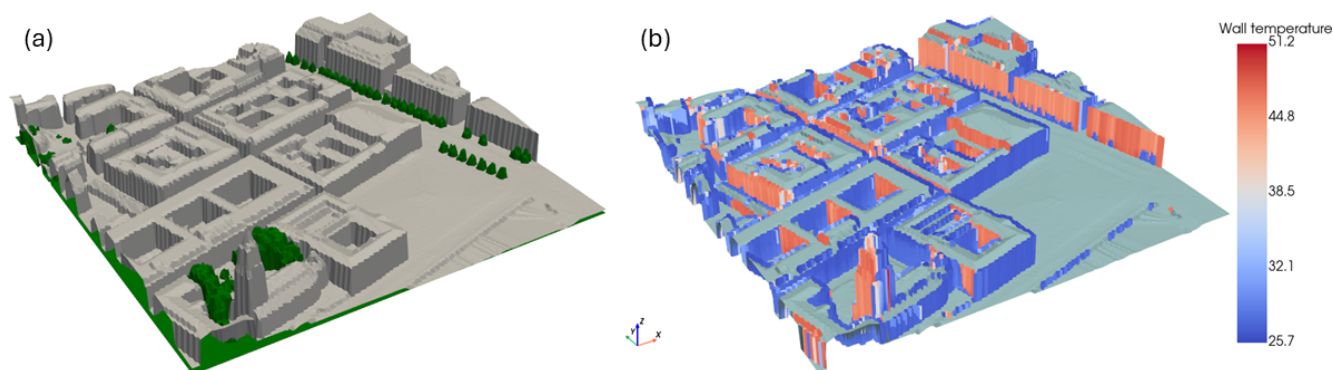 (a)
(b)
Wall temperature
51.2
44.8
38.5
32.1
25.7
Z
Y
X